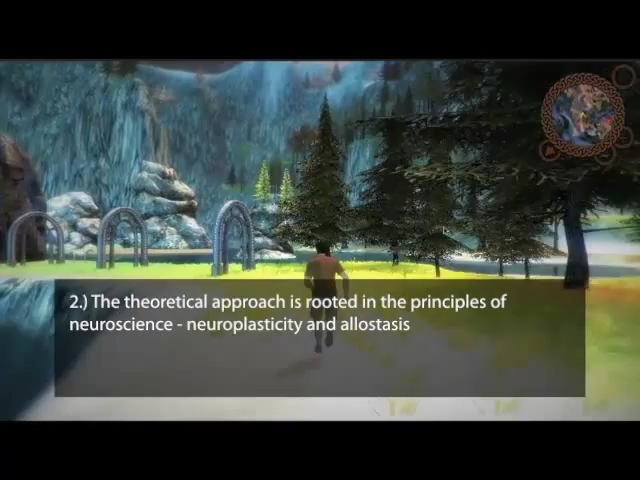 2.) The theoretical approach is rooted in the principles of
neuroscience - neuroplasticity and allostasis